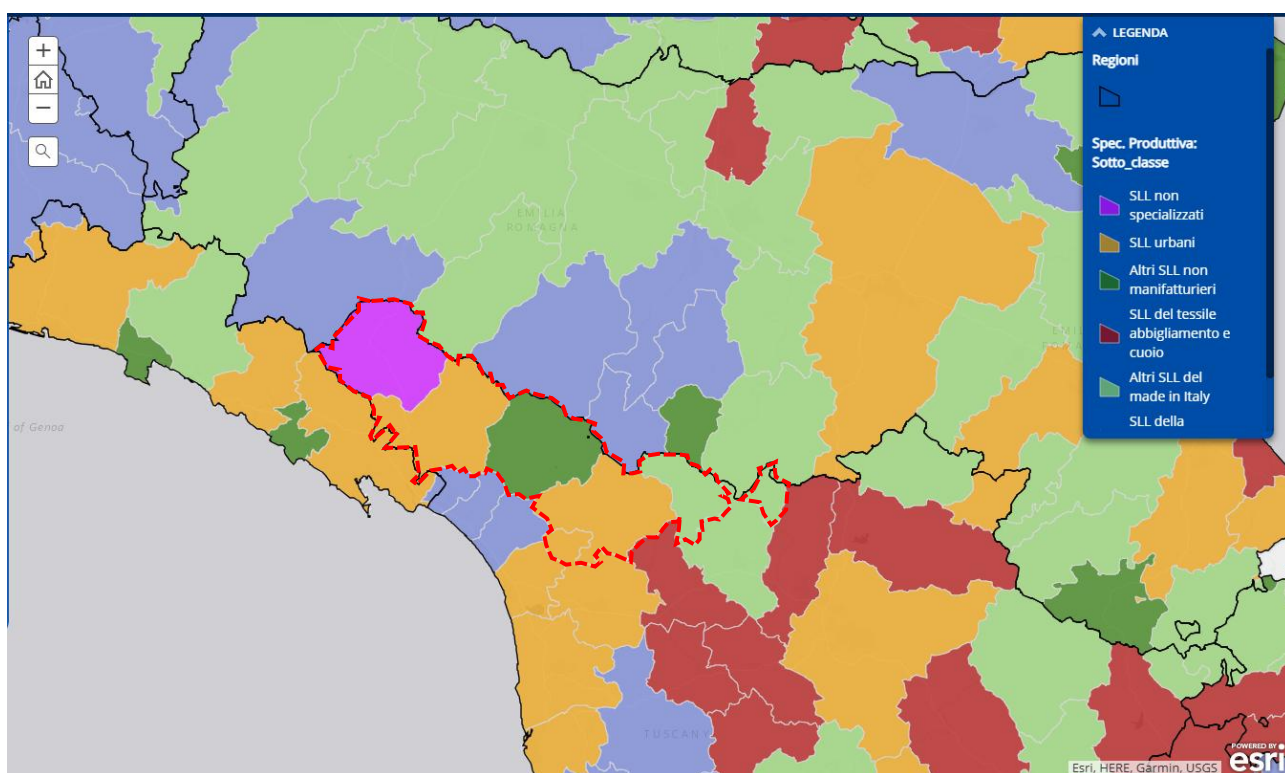 +
−
LEGENDA
Regioni
Spec. Produttiva:
Sotto_classe
SLL non
specializzati
SLL urbani
Altri SLL non
manifatturieri
SLL del tessile
abbigliamento e
cuoio
Altri SLL del
made in Italy
SLL della
EMILIA
ROMAGNA
of Genoa
TUSCANY
Esri, HERE, Garmin, USGS
POWERED BY
esri